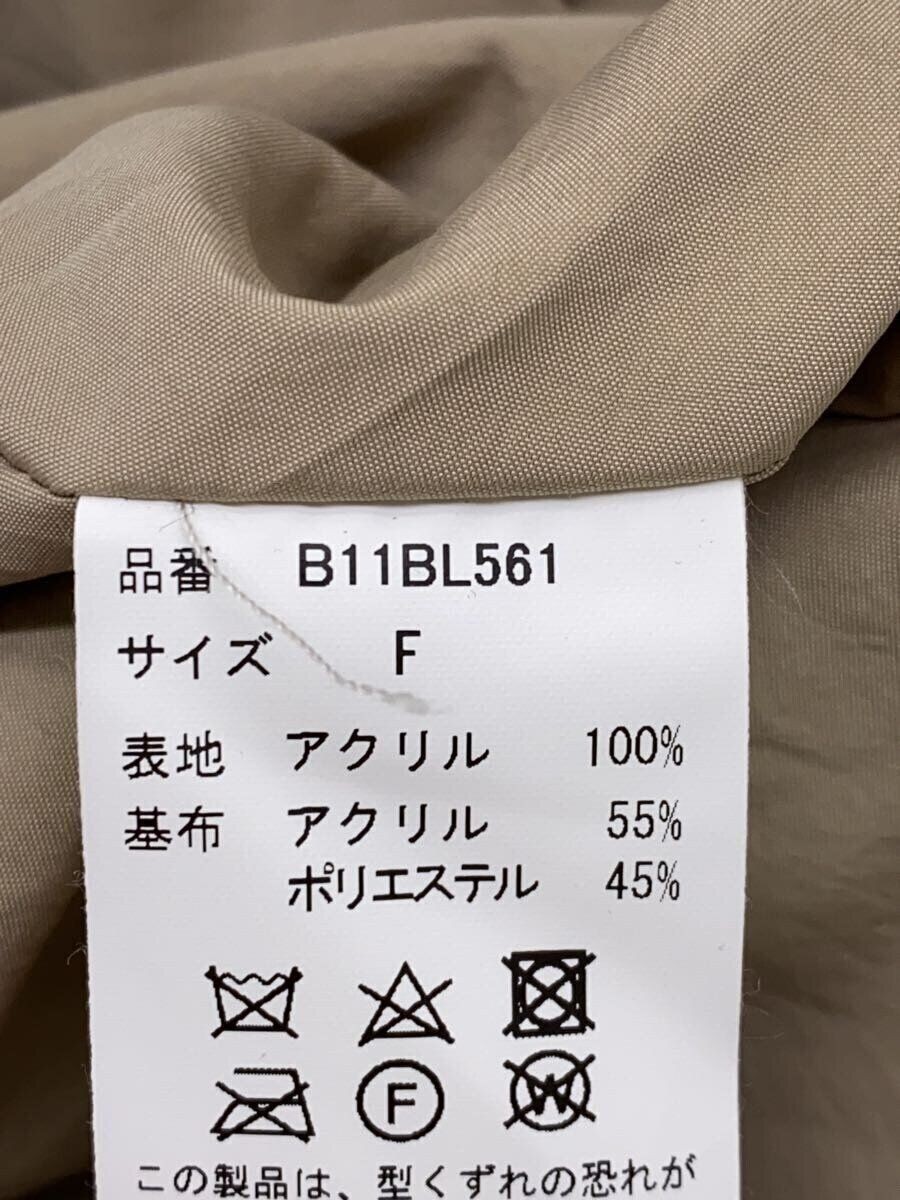 品番 B11BL561
サイズ F
表地 アクリル 100%
基布 アクリル 55%
ポリエステル 45%
F
W
この製品は、型くずれの恐れが